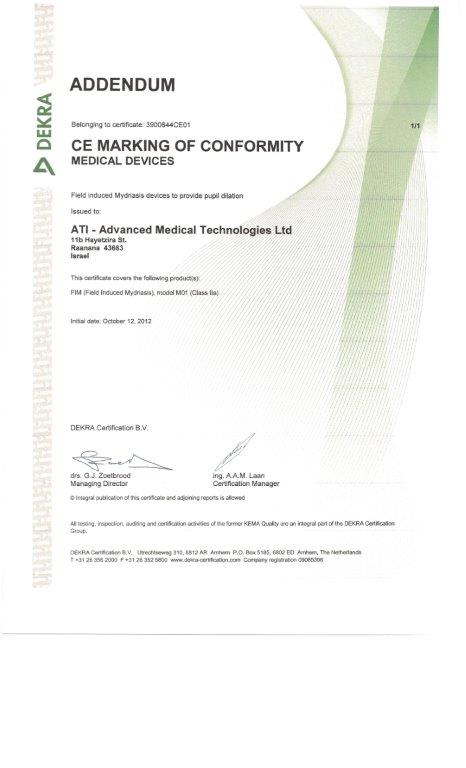 DEKRA
ADDENDUM
Belonging to certificate: 3900644CE01
1/1
CE MARKING OF CONFORMITY
MEDICAL DEVICES
Field induced Mydriasis devices to provide pupil dilation
Issued to:
ATI - Advanced Medical Technologies Ltd
11b Hayetzira St.
Raanana 43663
Israel
This certificate covers the following product(s):
FIM (Field Induced Mydriasis), model M01 (Class IIa)
Initial date: October 12, 2012
DEKRA Certification B.V.
drs. G.J. Zoetbrood
Managing Director
ing. A.A.M. Laan
Certification Manager
© Integral publication of this certificate and adjoining reports is allowed
All testing, inspection, auditing and certification activities of the former KEMA Quality are an integral part of the DEKRA Certification
Group.
DEKRA Certification B.V. Utrechtseweg 310, 6812 AR Arnhem P.O. Box 5185, 6802 ED Arnhem, The Netherlands
T +31 26 356 2000 F +31 26 352 5800 www.dekra-certification.com Company registration 09085396